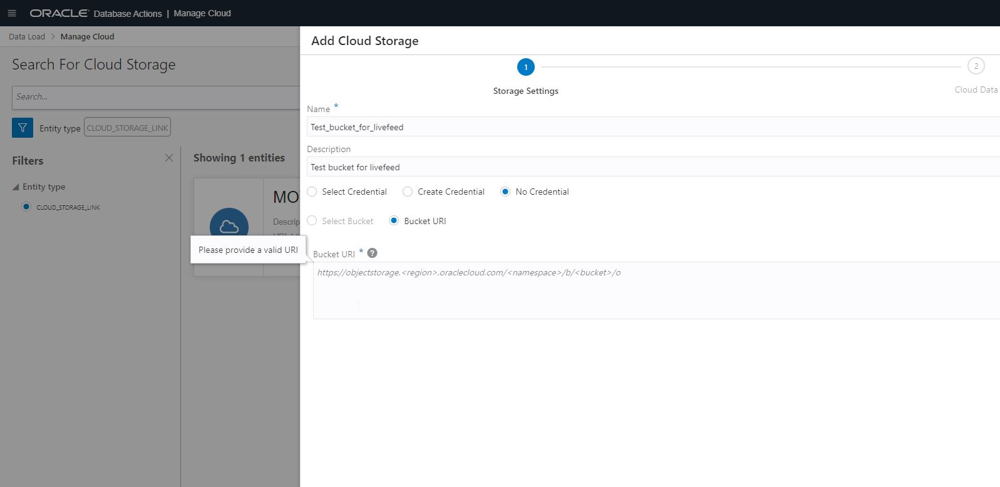 ORACLE Database Actions | Manage Cloud
Data Load > Manage Cloud
Search For Cloud Storage
Search...
Entity type CLOUD_STORAGE_LINK
Filters
Entity type
CLOUD_STORAGE_LINK
Showing 1 entities
Please provide a valid URI
Add Cloud Storage
1
2
Storage Settings
Cloud Data
Name *
Test_bucket_for_livefeed
Description
Test bucket for livefeed
Select Credential Create Credential No Credential
Select Bucket Bucket URI
Bucket URI * ?
https://objectstorage.<region>.oraclecloud.com/<namespace>/b/<bucket>/o